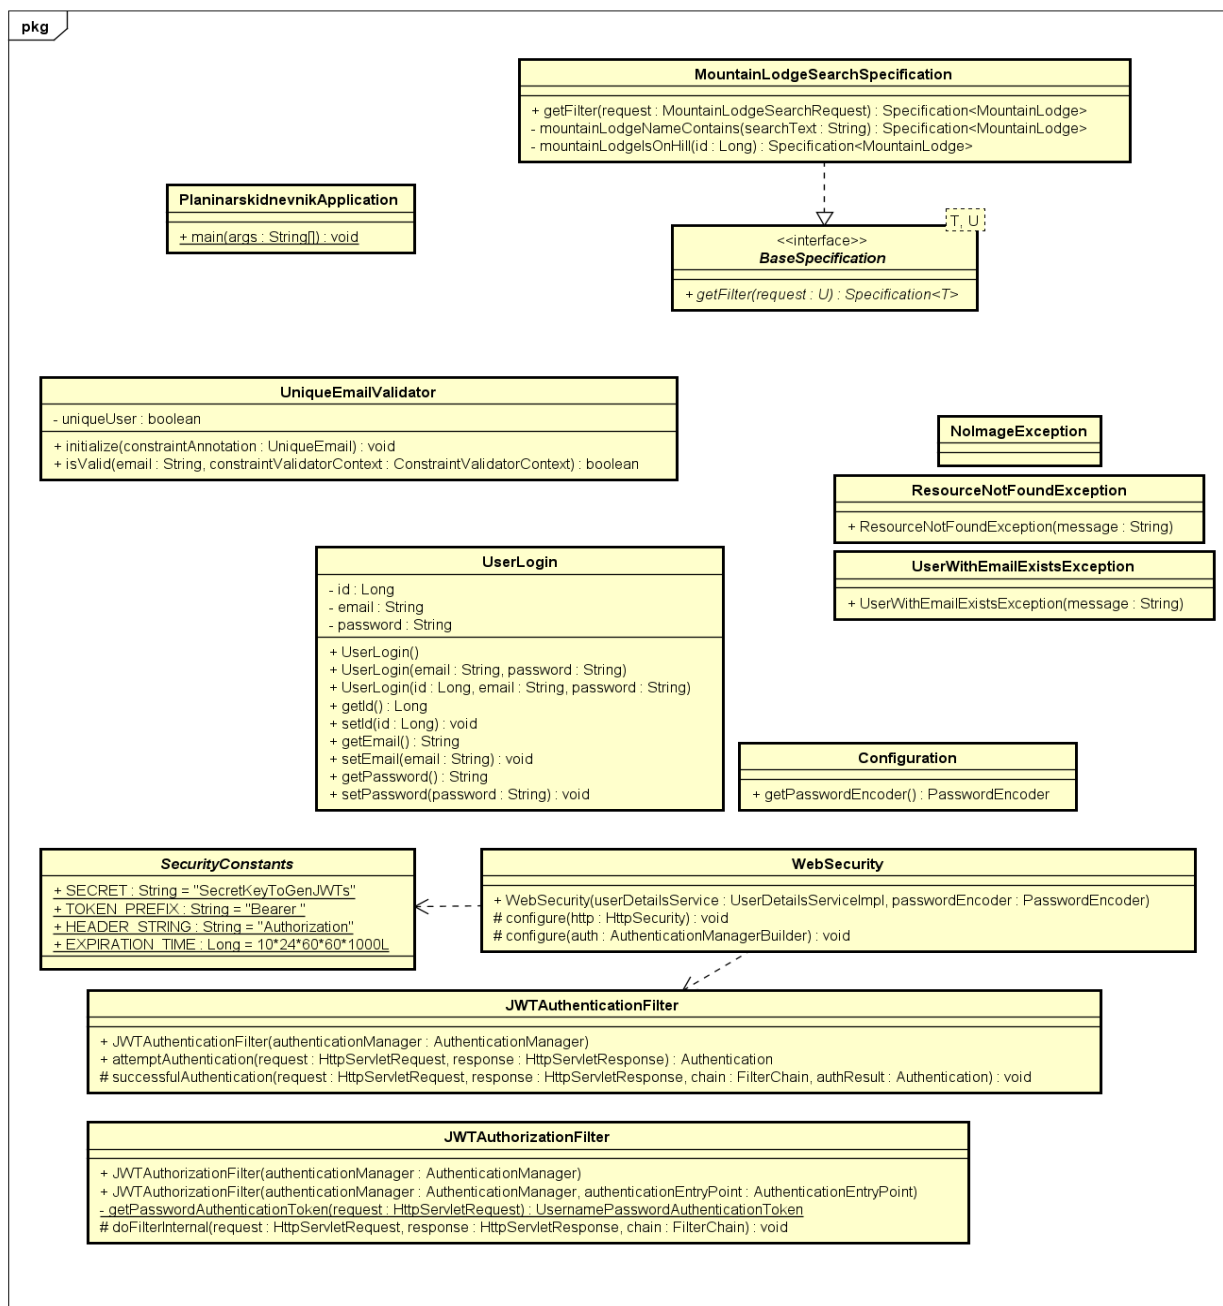 pkg
MountainLodgeSearchSpecification
+ getFilter(request : MountainLodgeSearchRequest) : Specification<MountainLodge>
- mountainLodgeNameContains(searchText : String) : Specification<MountainLodge>
- mountainLodgeIsOnHill(id : Long) : Specification<MountainLodge>
PlaninarskidnevnikApplication
+ main(args : String[]) : void
T, U
<<interface>>
BaseSpecification
+ getFilter(request : U) : Specification<T>
UniqueEmailValidator
- uniqueUser : boolean
+ initialize(constraintAnnotation : UniqueEmail) : void
+ isValid(email : String, constraintValidatorContext : ConstraintValidatorContext) : boolean
NoImageException
ResourceNotFoundException
+ ResourceNotFoundException(message : String)
UserWithEmailExistsException
+ UserWithEmailExistsException(message : String)
UserLogin
- id : Long
- email : String
- password : String
+ UserLogin()
+ UserLogin(email : String, password : String)
+ UserLogin(id : Long, email : String, password : String)
+ getId() : Long
+ setId(id : Long) : void
+ getEmail() : String
+ setEmail(email : String) : void
+ getPassword() : String
+ setPassword(password : String) : void
Configuration
+ getPasswordEncoder() : PasswordEncoder
SecurityConstants
+ SECRET : String = "SecretKeyToGenJWTs"
+ TOKEN_PREFIX : String = "Bearer "
+ HEADER_STRING : String = "Authorization"
+ EXPIRATION_TIME : Long = 10*24*60*60*1000L
WebSecurity
+ WebSecurity(userDetailsService : UserDetailsServiceImpl, passwordEncoder : PasswordEncoder)
# configure(http : HttpSecurity) : void
# configure(auth : AuthenticationManagerBuilder) : void
JWTAuthenticationFilter
+ JWTAuthenticationFilter(authenticationManager : AuthenticationManager)
+ attemptAuthentication(request : HttpServletRequest, response : HttpServletResponse) : Authentication
# successfulAuthentication(request : HttpServletRequest, response : HttpServletResponse, chain : FilterChain, authResult : Authentication) : void
JWTAuthorizationFilter
+ JWTAuthorizationFilter(authenticationManager : AuthenticationManager)
+ JWTAuthorizationFilter(authenticationManager : AuthenticationManager, authenticationEntryPoint : AuthenticationEntryPoint)
- getPasswordAuthenticationToken(request : HttpServletRequest) : UsernamePasswordAuthenticationToken
# doFilterInternal(request : HttpServletRequest, response : HttpServletResponse, chain : FilterChain) : void